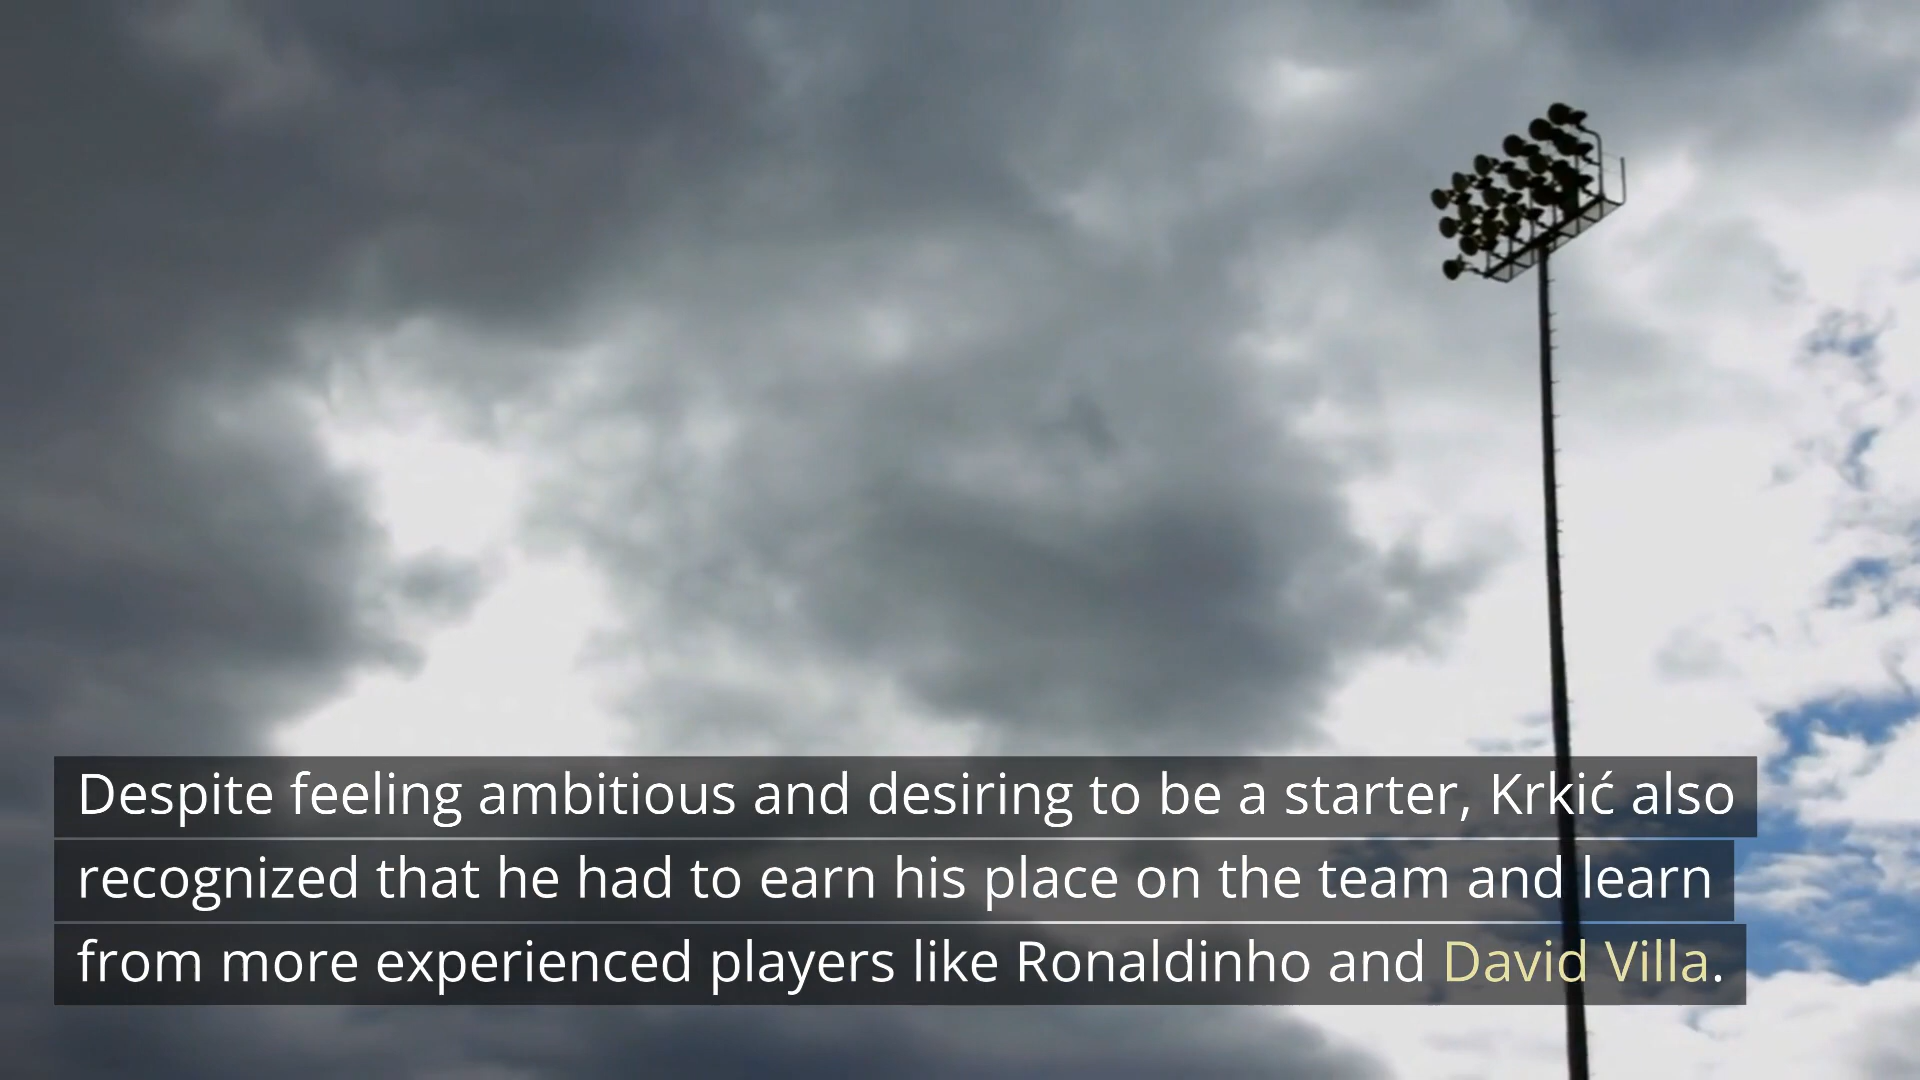 Despite feeling ambitious and desiring to be a starter, Krkić also
recognized that he had to earn his place on the team and learn
from more experienced players like Ronaldinho and David Villa.